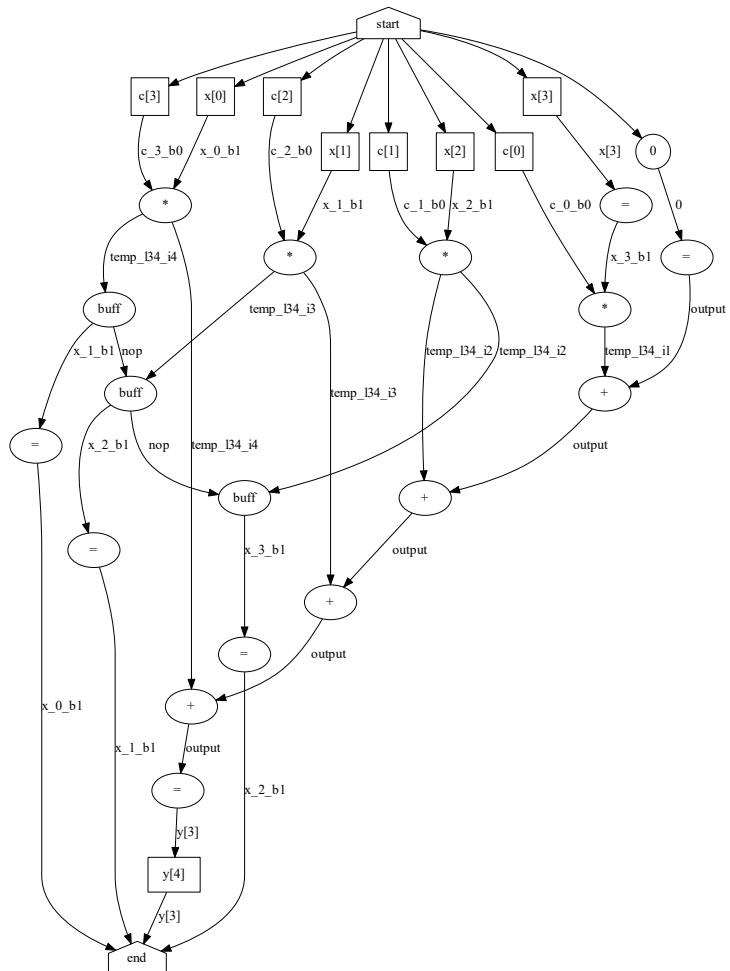 start
c[3]
x[0]
c[2]
x[3]
x[1]
c[1]
x[2]
c[0]
0
c_3_b0
x_0_b1
c_2_b0
x[3]
x_1_b1
c_1_b0
x_2_b1
c_0_b0
0
*
=
*
*
=
temp_l34_i4
x_3_b1
buff
temp_l34_i3
*
output
x_1_b1
nop
temp_l34_i2
temp_l34_i2
temp_l34_i1
buff
temp_l34_i3
+
=
x_2_b1
nop
temp_l34_i4
output
buff
+
=
x_3_b1
output
+
=
output
x_0_b1
+
x_1_b1
output
=
x_2_b1
y[3]
y[4]
y[3]
end